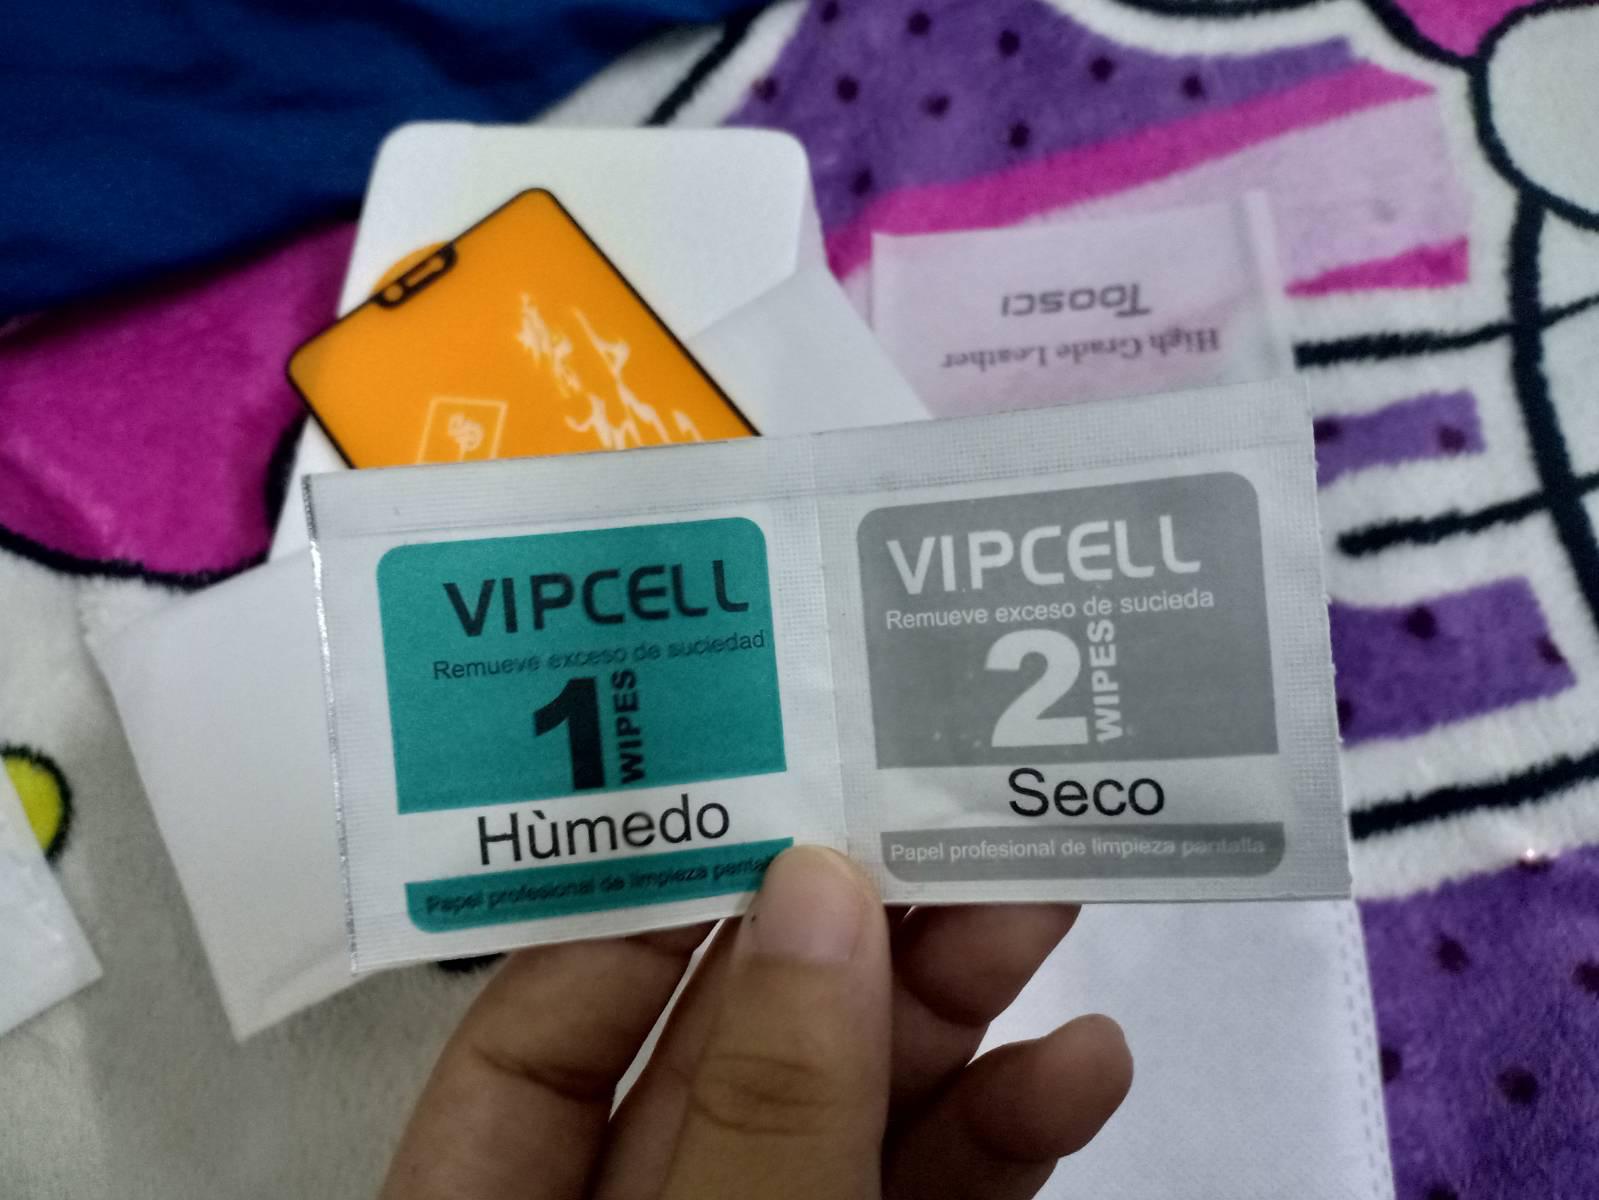 Toosci
High Grade Leather
VIPCELL
Remueve exceso de suciedad
1
WIPES
Hùmedo
Papel profesional de limpieza
VIPCELL
Remueve exceso de sucieda
2
WIPES
Seco
Papel profesional de limpieza pantalla